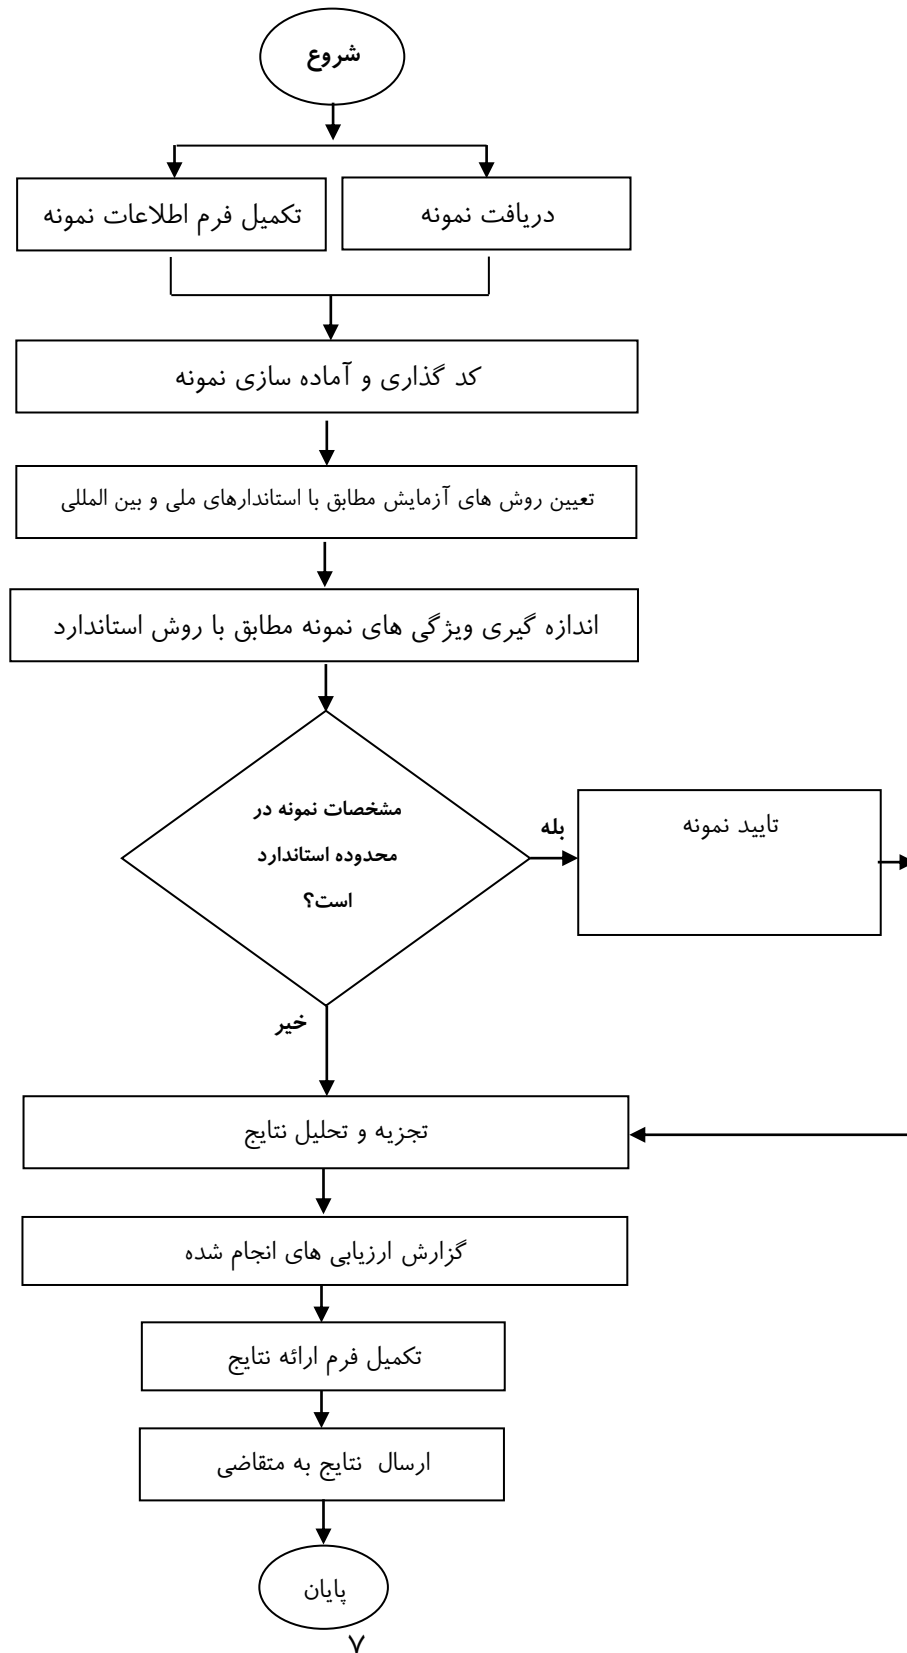 شروع
دریافت نمونه
تکمیل فرم اطلاعات نمونه
کد گذاری و آماده سازی نمونه
تعیین روش های آزمایش مطابق با استاندارهای ملی و بین المللی
اندازه گیری ویژگی های نمونه مطابق با روش استاندارد
مشخصات نمونه در
محدوده استاندارد
است؟
بله
تایید نمونه
خیر
تجزیه و تحلیل نتایج
گزارش ارزیابی های انجام شده
تکمیل فرم ارائه نتایج
ارسال نتایج به متقاضی
پایان
۷